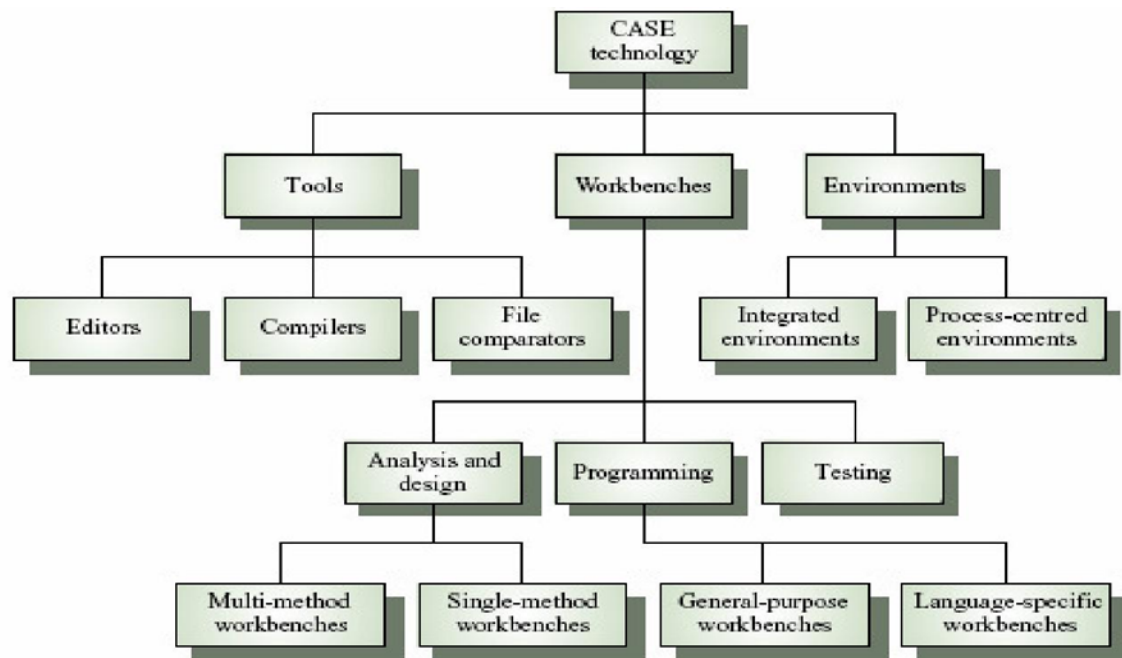 CASE
technology
Tools
Workbenches
Environments
Editors
Compilers
File
comparators
Integrated
environments
Process-centred
environments
Analysis and
design
Programming
Testing
Multi-method
workbenches
Single-method
workbenches
General-purpose
workbenches
Language-specific
workbenches